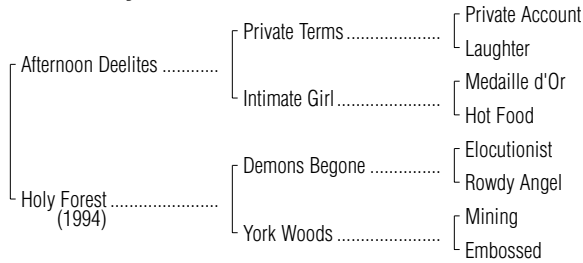 Private Account
Private Terms ....................
Laughter
Afternoon Deelites ............
Medaille d'Or
Intimate Girl ......................
Hot Food
Elocutionist
Demons Begone ................
Rowdy Angel
Holy Forest .......................
(1994)
Mining
York Woods ......................
Embossed